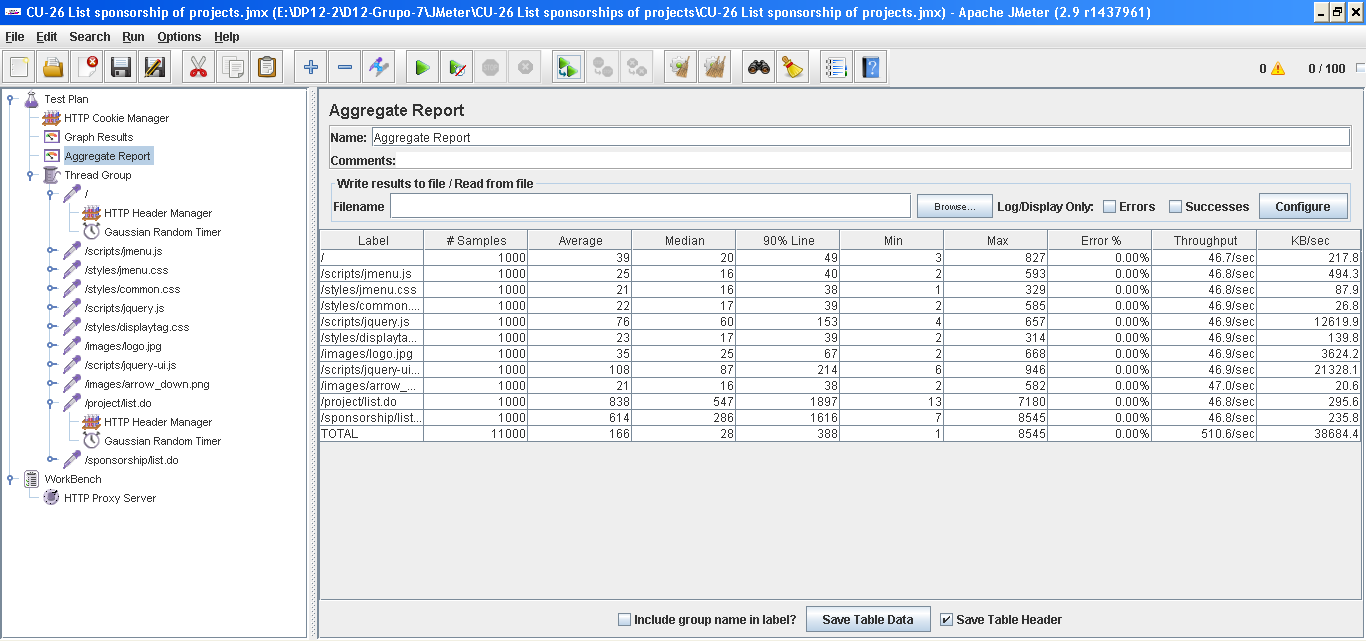 CU-26 List sponsorship of projects.jmx (E:\DP12-2\D12-Grupo-7\JMeter\CU-26 List sponsorships of projects\CU-26 List sponsorship of projects.jmx) - Apache JMeter (2.9 r1437961)
File Edit Search Run Options Help
0 0 / 100
Test Plan
HTTP Cookie Manager
Graph Results
Aggregate Report
Thread Group
/
HTTP Header Manager
Gaussian Random Timer
/scripts/jmenu.js
/styles/jmenu.css
/styles/common.css
/scripts/jquery.js
/styles/displaytag.css
/images/logo.jpg
/scripts/jquery-ui.js
/images/arrow_down.png
/project/list.do
HTTP Header Manager
Gaussian Random Timer
/sponsorship/list.do
WorkBench
HTTP Proxy Server
Aggregate Report
Name: Aggregate Report
Comments:
Write results to file / Read from file
Filename Browse... Log/Display Only: Errors Successes Configure
Label # Samples Average Median 90% Line Min Max Error % Throughput KB/sec
/ 1000 39 20 49 3 827 0.00% 46.7/sec 217.8
/scripts/jmenu.js 1000 25 16 40 2 593 0.00% 46.8/sec 494.3
/styles/jmenu.css 1000 21 16 38 1 329 0.00% 46.9/sec 87.9
/styles/common.... 1000 22 17 39 2 585 0.00% 46.9/sec 26.8
/scripts/jquery.js 1000 76 60 153 4 657 0.00% 46.9/sec 12619.9
/styles/displayta... 1000 23 17 39 2 314 0.00% 46.9/sec 139.8
/images/logo.jpg 1000 35 25 67 2 668 0.00% 46.9/sec 3624.2
/scripts/jquery-ui... 1000 108 87 214 6 946 0.00% 46.9/sec 21328.1
/images/arrow_... 1000 21 16 38 2 582 0.00% 47.0/sec 20.6
/project/list.do 1000 838 547 1897 13 7180 0.00% 46.8/sec 295.6
/sponsorship/list... 1000 614 286 1616 7 8545 0.00% 46.8/sec 235.8
TOTAL 11000 166 28 388 1 8545 0.00% 510.6/sec 38684.4
Include group name in label? Save Table Data Save Table Header